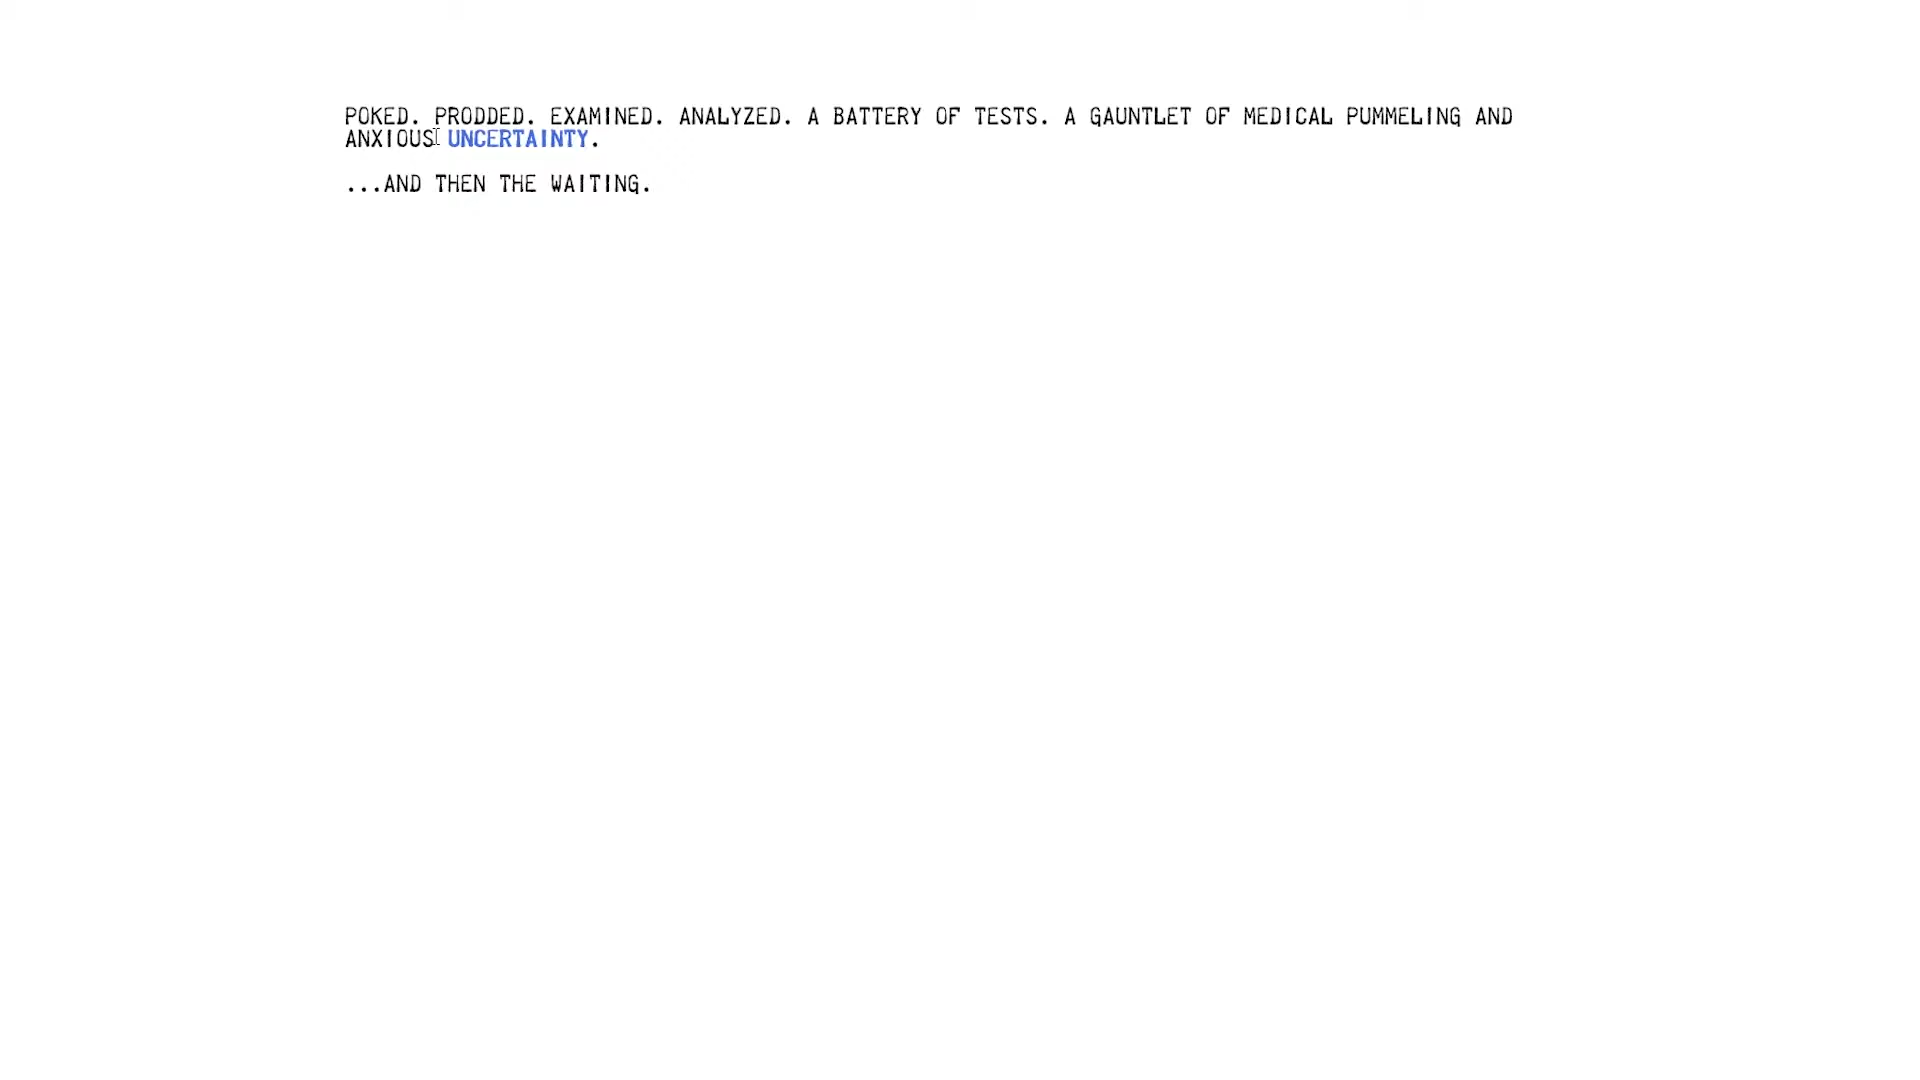 POKED. PRODDED. EXAMINED. ANALYZED. A BATTERY OF TESTS. A GAUNTLET OF MEDICAL PUMMELING AND
ANXIOUS UNCERTAINTY.
...AND THEN THE WAITING.